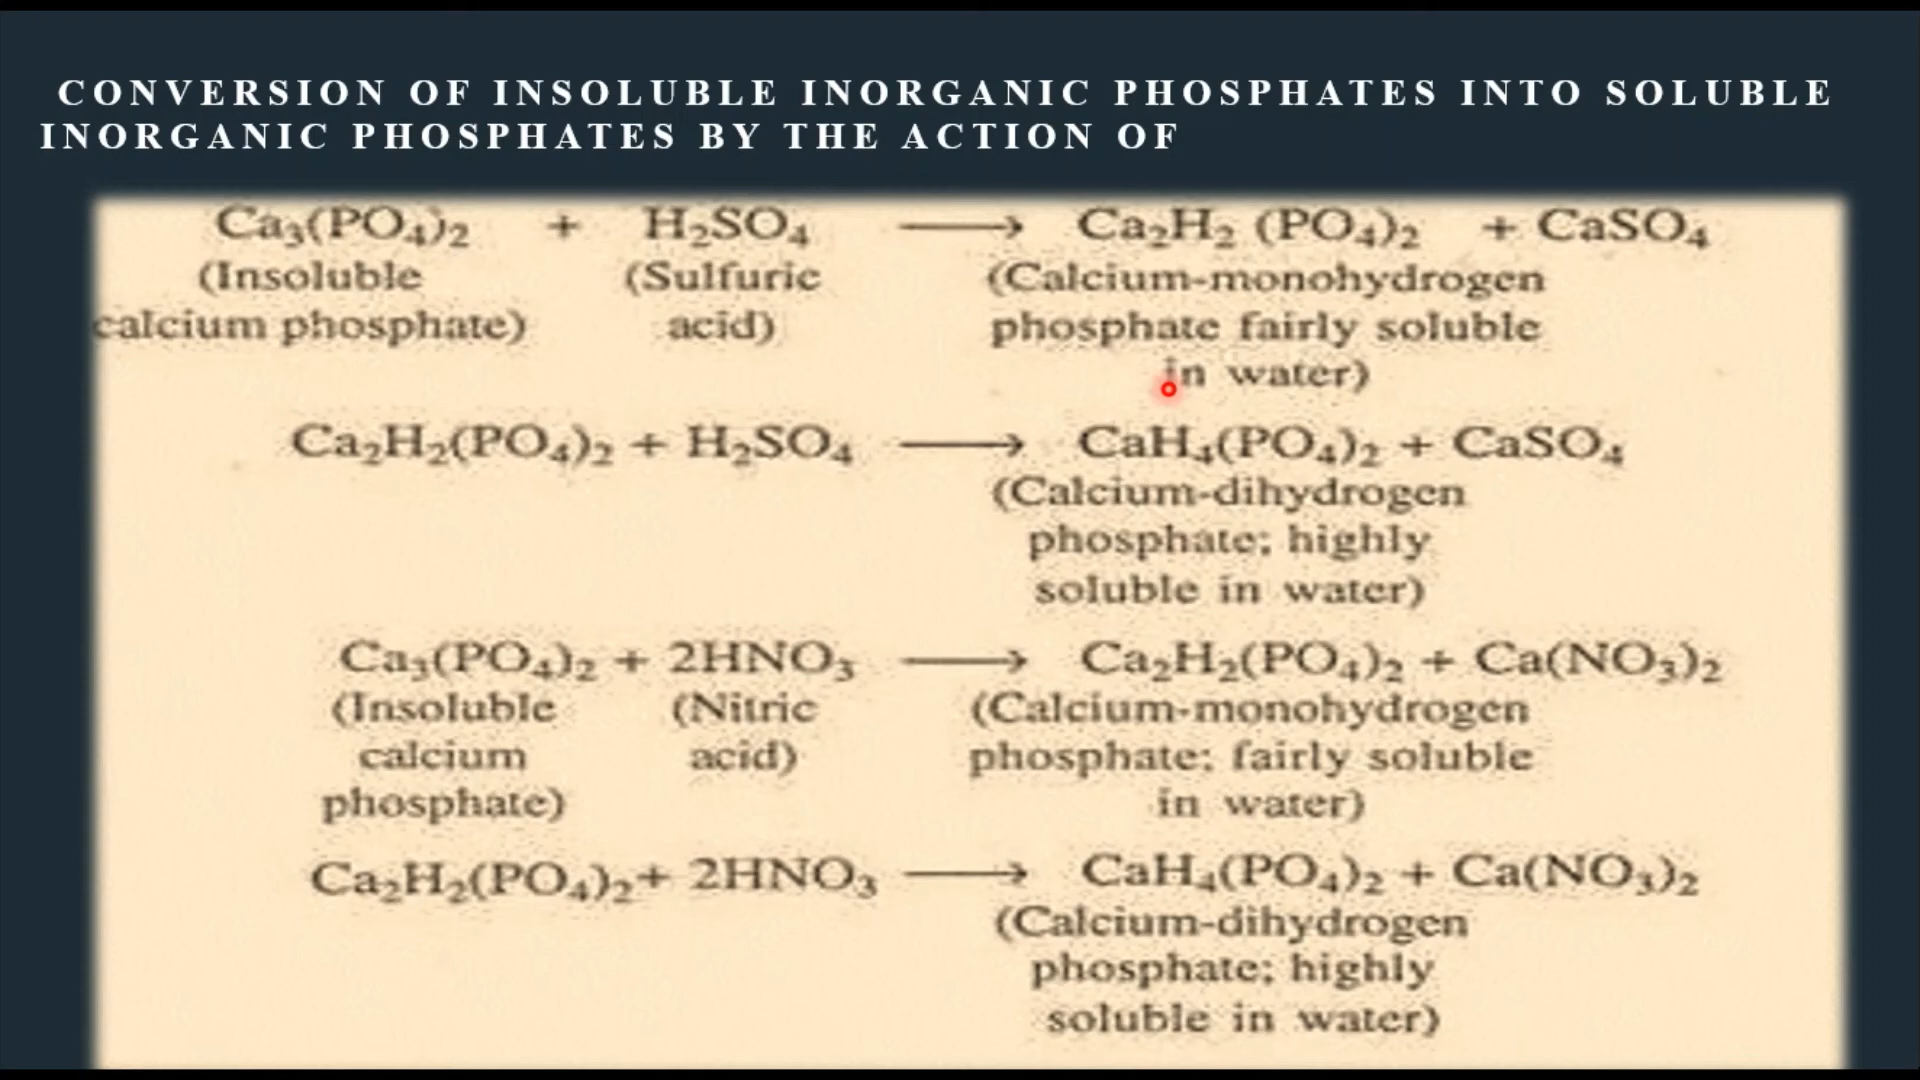 CONVERSION OF INSOLUBLE INORGANIC PHOSPHATES INTO SOLUBLE
INORGANIC PHOSPHATES BY THE ACTION OF
Ca₃(PO₄)₂ + H₂SO₄ ⟶ Ca₂H₂ (PO₄)₂ + CaSO₄
(Insoluble (Sulfuric (Calcium-monohydrogen
calcium phosphate) acid) phosphate fairly soluble
in water)
Ca₂H₂(PO₄)₂ + H₂SO₄ ⟶ CaH₄(PO₄)₂ + CaSO₄
(Calcium-dihydrogen
phosphate; highly
soluble in water)
Ca₃(PO₄)₂ + 2HNO₃ ⟶ Ca₂H₂(PO₄)₂ + Ca(NO₃)₂
(Insoluble (Nitric (Calcium-monohydrogen
calcium acid) phosphate; fairly soluble
phosphate) in water)
Ca₂H₂(PO₄)₂+ 2HNO₃ ⟶ CaH₄(PO₄)₂ + Ca(NO₃)₂
(Calcium-dihydrogen
phosphate; highly
soluble in water)